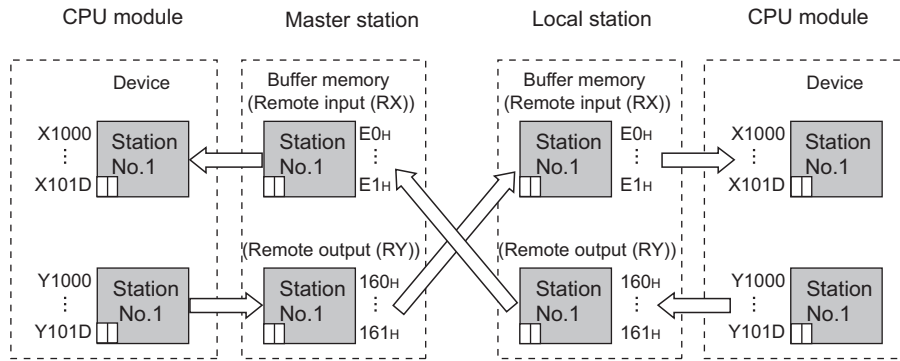 CPU module
Master station
Local station
CPU module
Device
Buffer memory
(Remote input (RX))
Buffer memory
(Remote input (RX))
Device
X1000
⋮
X101D
Station
No.1
Station
No.1
E0H
⋮
E1H
Station
No.1
E0H
⋮
E1H
X1000
⋮
X101D
Station
No.1
(Remote output (RY))
(Remote output (RY))
Y1000
⋮
Y101D
Station
No.1
Station
No.1
160H
⋮
161H
Station
No.1
160H
⋮
161H
Y1000
⋮
Y101D
Station
No.1